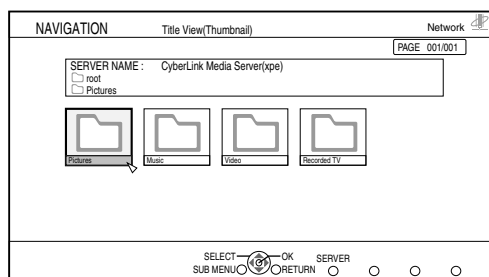 NAVIGATION Title View(Thumbnail) Network
PAGE 001/001
SERVER NAME : CyberLink Media Server(xpe)
root
Pictures
Pictures Music Video Recorded TV
SELECT OK SERVER
SUB MENU RETURN